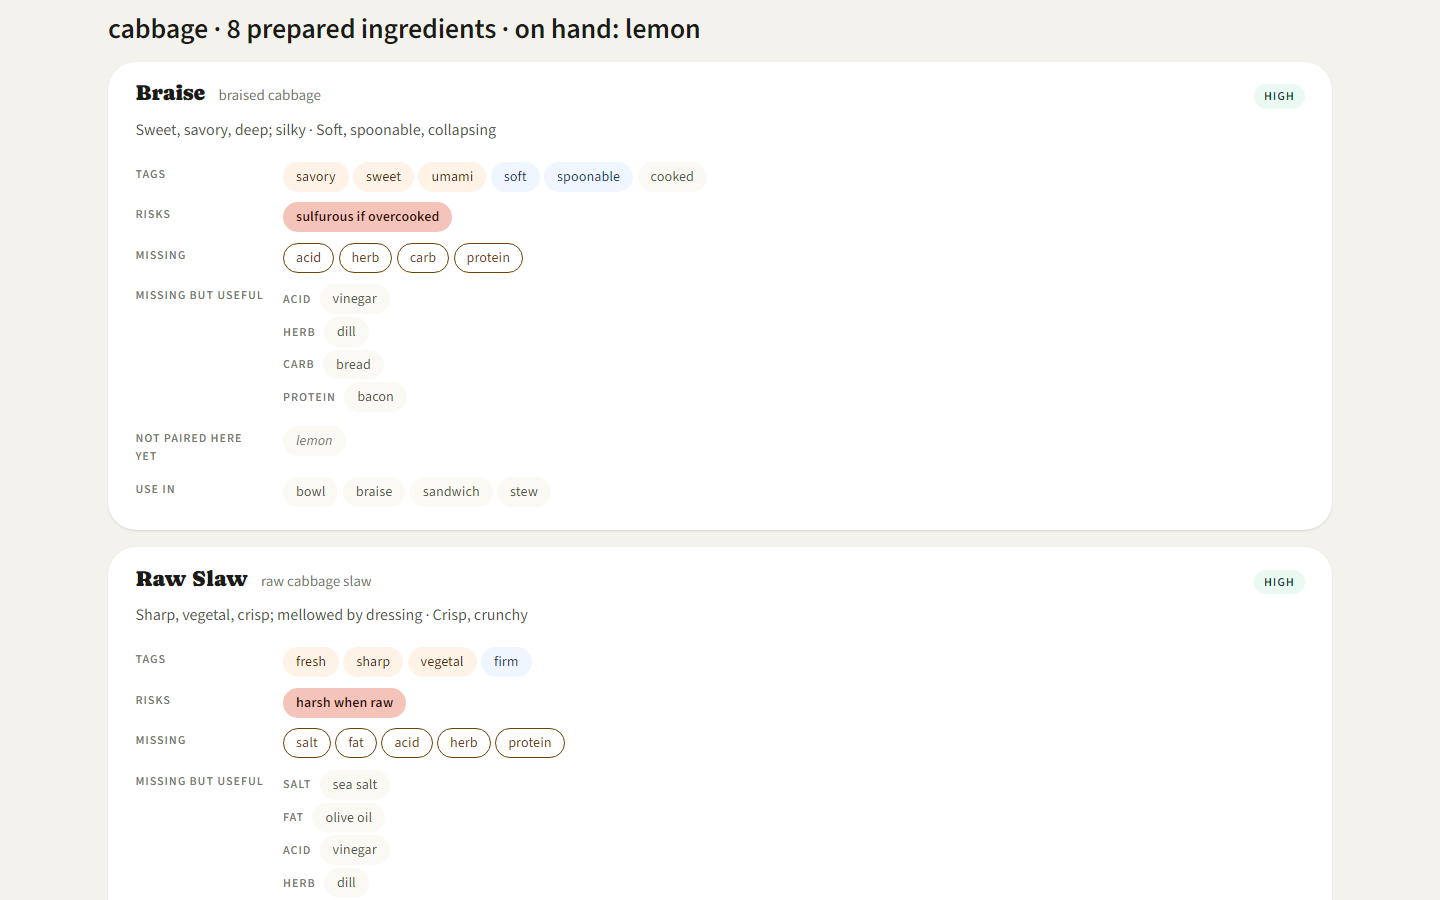 cabbage · 8 prepared ingredients · on hand: lemon
Braise braised cabbage HIGH
Sweet, savory, deep; silky · Soft, spoonable, collapsing
TAGS savory sweet umami soft spoonable cooked
RISKS sulfurous if overcooked
MISSING acid herb carb protein
MISSING BUT USEFUL ACID vinegar
HERB dill
CARB bread
PROTEIN bacon
NOT PAIRED HERE YET lemon
USE IN bowl braise sandwich stew
Raw Slaw raw cabbage slaw HIGH
Sharp, vegetal, crisp; mellowed by dressing · Crisp, crunchy
TAGS fresh sharp vegetal firm
RISKS harsh when raw
MISSING salt fat acid herb protein
MISSING BUT USEFUL SALT sea salt
FAT olive oil
ACID vinegar
HERB dill